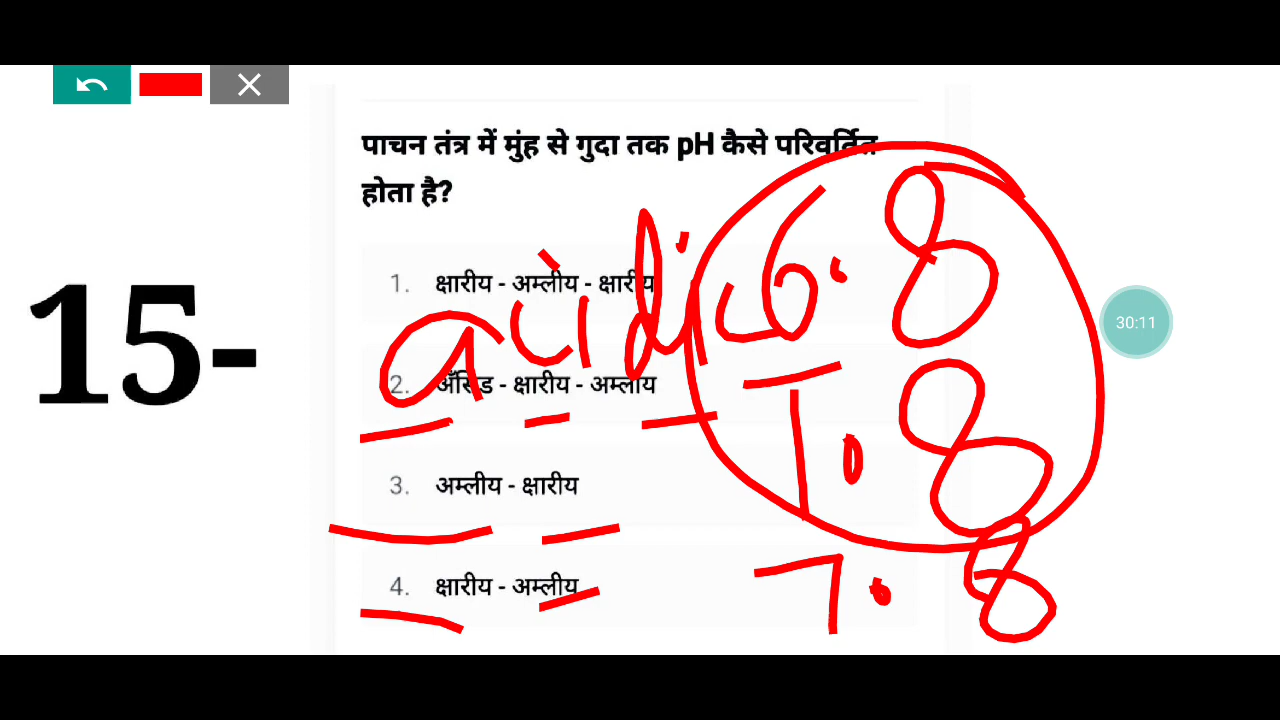 पाचन तंत्र में मुंह से गुदा तक pH कैसे परिवर्तित
होता है?
15-
1. क्षारीय - अम्लीय - क्षारीय
acidic 6.8
2. अ‍ॅसिड - क्षारीय - अम्लीय
1.8
3. अम्लीय - क्षारीय
4. क्षारीय - अम्लीय
7.8
30:11